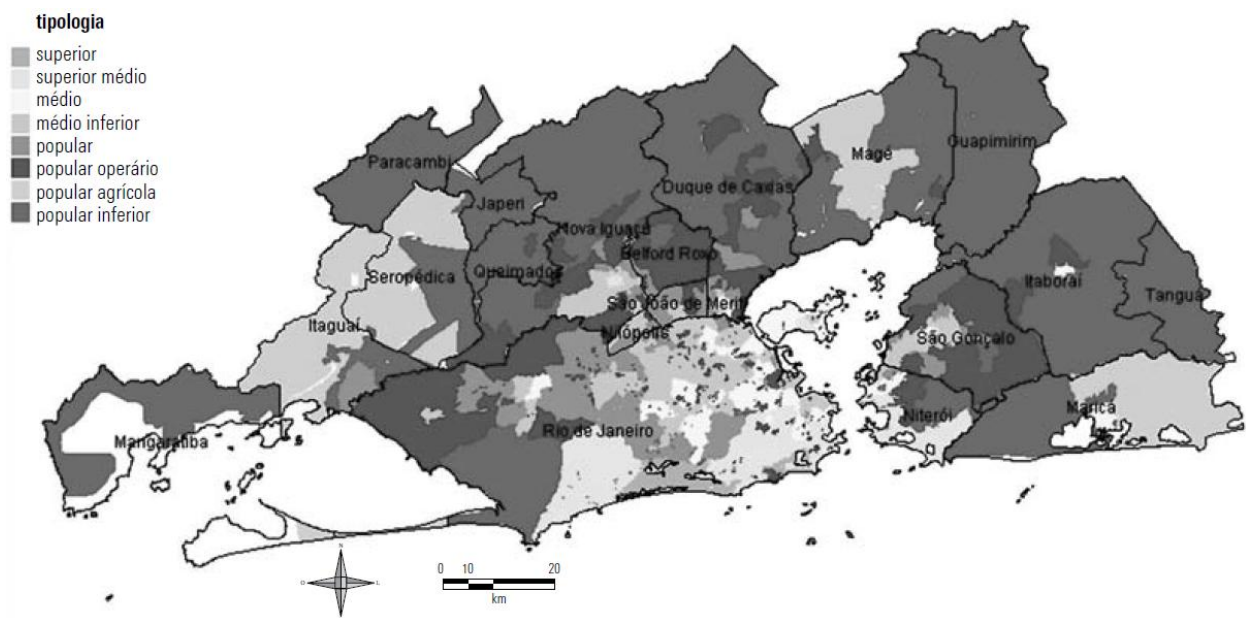 tipologia
superior
superior médio
médio
médio inferior
popular
popular operário
popular agrícola
popular inferior
Paracambi
Japeri
Seropédica
Itaguaí
Mangaratiba
Queimados
Nova Iguaçu
Duque de Caxias
Belford Roxo
São João de Meriti
Nilópolis
Rio de Janeiro
Magé
Guapimirim
Itaboraí
Tanguá
São Gonçalo
Niterói
Maricá
N
O
L
S
0 10 20
km